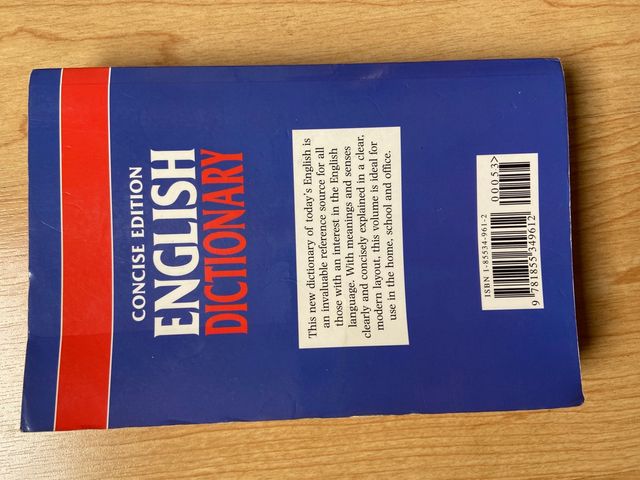 CONCISE EDITION
ENGLISH
DICTIONARY
This new dictionary of today's English is
an invaluable reference source for all
those with an interest in the English
language. With meanings and senses
clearly and concisely explained in a clear,
modern layout, this volume is ideal for
use in the home, school and office.
ISBN 1-85534-961-2
00053>
9 781855 349612